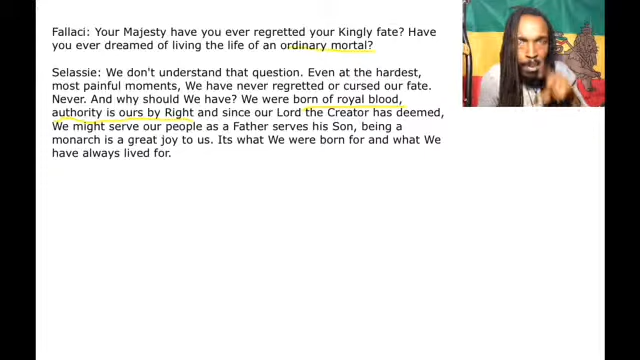 Fallaci: Your Majesty have you ever regretted your Kingly fate? Have
you ever dreamed of living the life of an ordinary mortal?
Selassie: We don't understand that question. Even at the hardest,
most painful moments, We have never regretted or cursed our fate.
Never. And why should We have? We were born of royal blood,
authority is ours by Right and since our Lord the Creator has deemed,
We might serve our people as a Father serves his Son, being a
monarch is a great joy to us. Its what We were born for and what We
have always lived for.